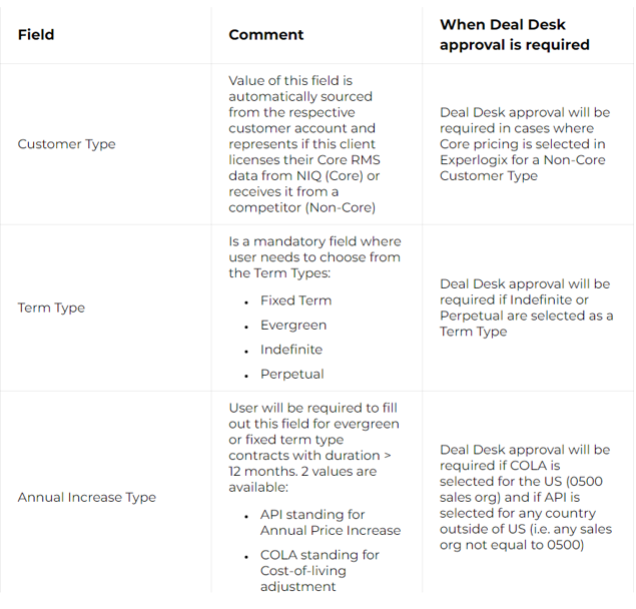 Field
Comment
When Deal Desk
approval is required
Customer Type
Value of this field is
automatically sourced
from the respective
customer account and
represents if this client
licenses their Core RMS
data from NIQ (Core) or
receives it from a
competitor (Non-Core)
Deal Desk approval will be
required in cases where
Core pricing is selected in
Experlogix for a Non-Core
Customer Type
Term Type
Is a mandatory field where
user needs to choose from
the Term Types:
• Fixed Term
• Evergreen
• Indefinite
• Perpetual
Deal Desk approval will be
required if Indefinite or
Perpetual are selected as a
Term Type
Annual Increase Type
User will be required to fill
out this field for evergreen
or fixed term type
contracts with duration >
12 months. 2 values are
available:
• API standing for
Annual Price Increase
• COLA standing for
Cost-of-living
adjustment
Deal Desk approval will be
required if COLA is
selected for the US (0500
sales org) and if API is
selected for any country
outside of US (i.e. any sales
org not equal to 0500)